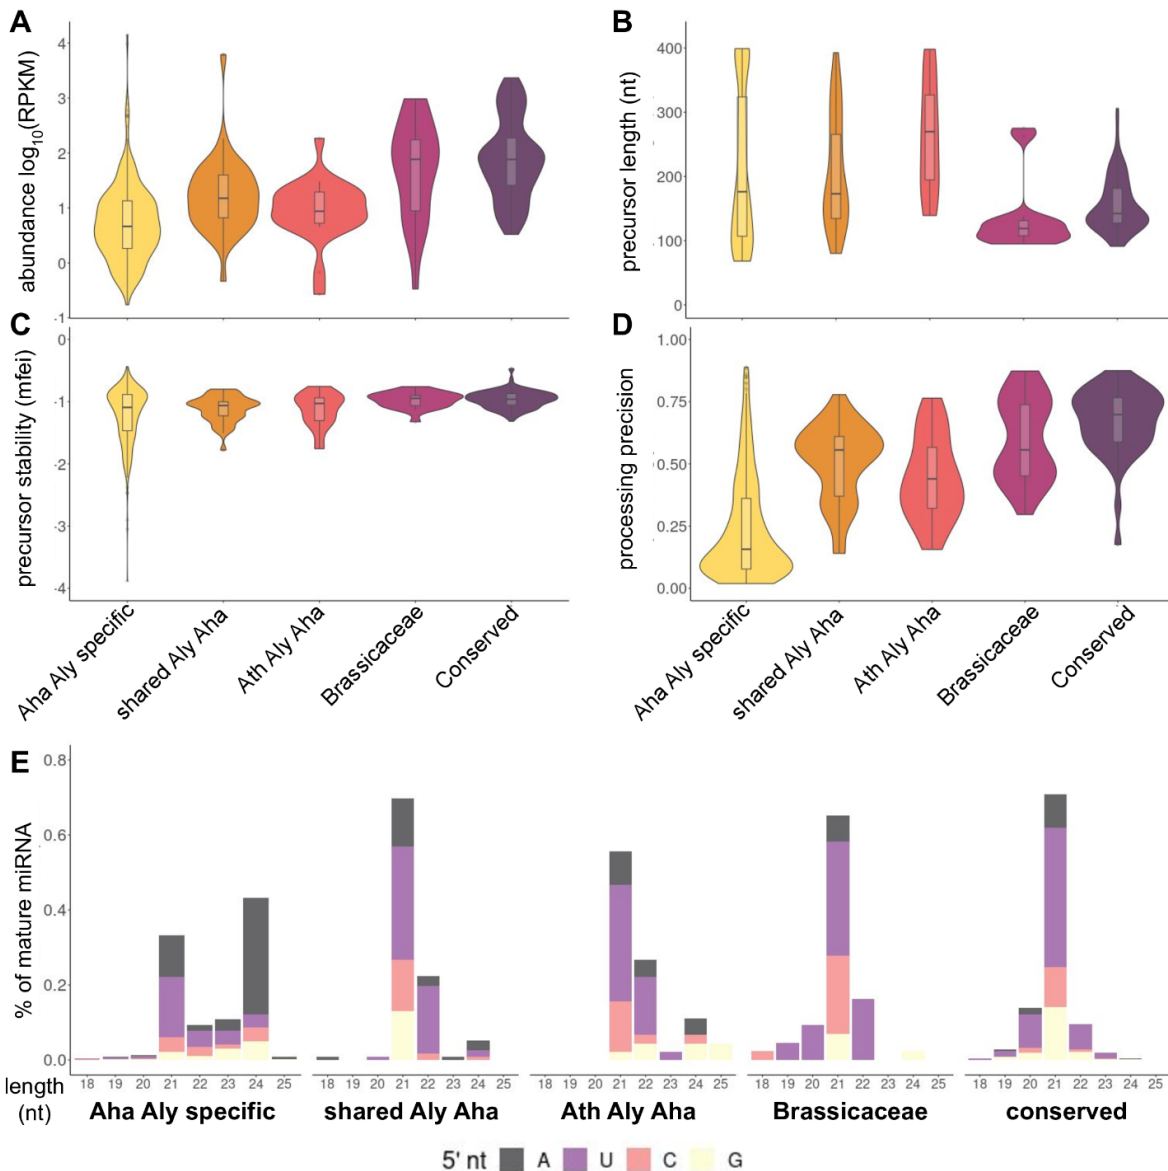 A
abundance log10(RPKM)
4
3
2
1
0
-1
B
precursor length (nt)
400
300
200
100
0
C
precursor stability (mfei)
0
-1
-2
-3
-4
D
processing precision
1.00
0.75
0.50
0.25
0.00
Aha Aly specific
shared Aly Aha
Ath Aly Aha
Brassicaceae
Conserved
Aha Aly specific
shared Aly Aha
Ath Aly Aha
Brassicaceae
Conserved
E
% of mature miRNA
0.8
0.6
0.4
0.2
0.0
length (nt)
18 19 20 21 22 23 24 25
18 19 20 21 22 23 24 25
18 19 20 21 22 23 24 25
18 19 20 21 22 23 24 25
18 19 20 21 22 23 24 25
Aha Aly specific
shared Aly Aha
Ath Aly Aha
Brassicaceae
conserved
5' nt A U C G